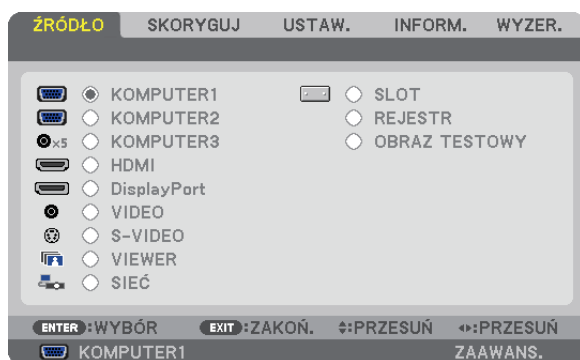 ŹRÓDŁO SKORYGUJ USTAW. INFORM. WYZER.
KOMPUTER1 SLOT
KOMPUTER2 REJESTR
×5 KOMPUTER3 OBRAZ TESTOWY
HDMI
DisplayPort
VIDEO
S-VIDEO
VIEWER
SIEĆ
ENTER:WYBÓR EXIT:ZAKOŃ. :PRZESUŃ :PRZESUŃ
KOMPUTER1 ZAAWANS.